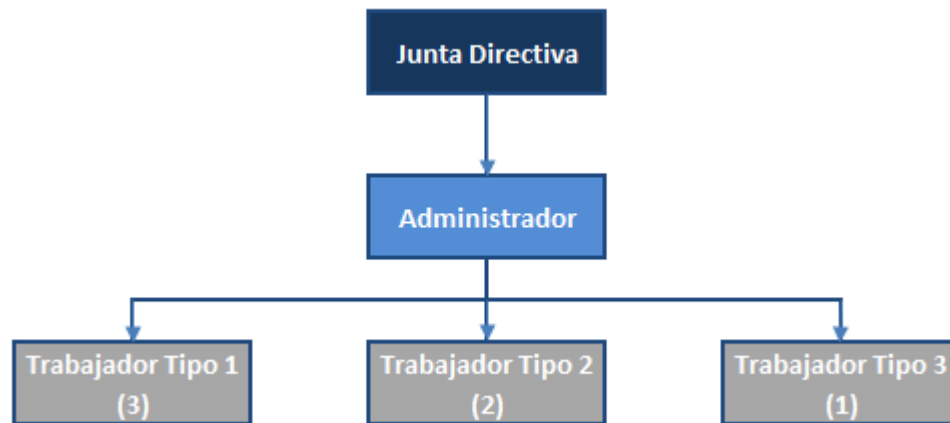 Junta Directiva
Administrador
Trabajador Tipo 1
(3)
Trabajador Tipo 2
(2)
Trabajador Tipo 3
(1)